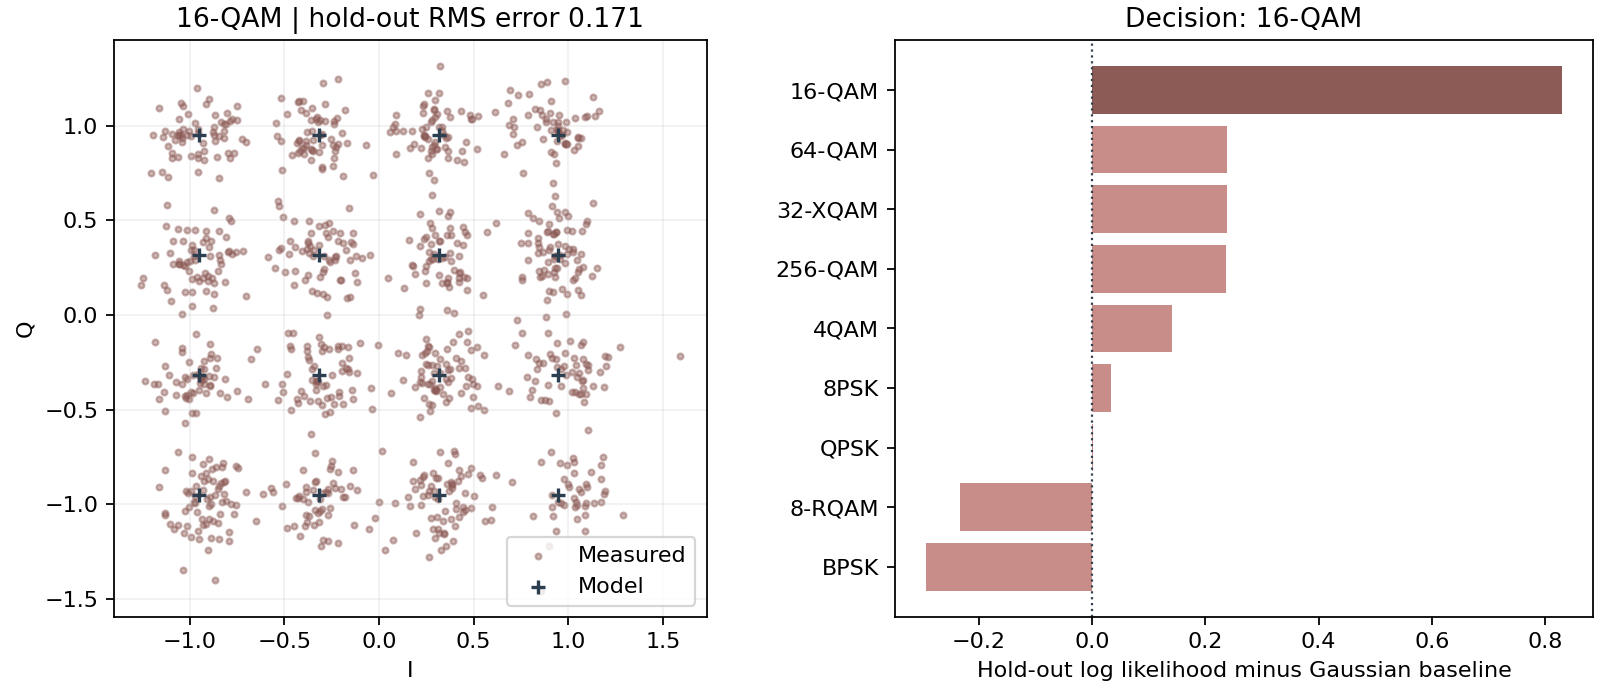 16-QAM | hold-out RMS error 0.171
1.0
0.5
0.0
−0.5
−1.0
−1.5
Q
−1.0
−0.5
0.0
0.5
1.0
1.5
I
Measured
Model
Decision: 16-QAM
16-QAM
64-QAM
32-XQAM
256-QAM
4QAM
8PSK
QPSK
8-RQAM
BPSK
−0.2
0.0
0.2
0.4
0.6
0.8
Hold-out log likelihood minus Gaussian baseline